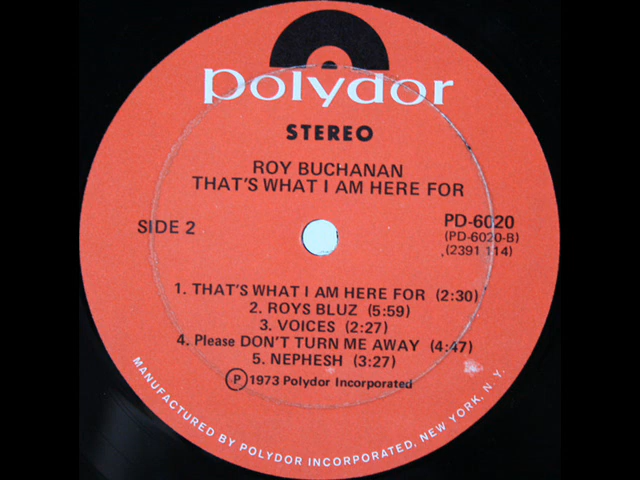 polydor
STEREO
ROY BUCHANAN
THAT'S WHAT I AM HERE FOR
SIDE 2
PD-6020
(PD-6020-B)
(2391 114)
1. THAT'S WHAT I AM HERE FOR (2:30)
2. ROYS BLUZ (5:59)
3. VOICES (2:27)
4. Please DON'T TURN ME AWAY (4:47)
5. NEPHESH (3:27)
Ⓟ 1973 Polydor Incorporated
MANUFACTURED BY POLYDOR INCORPORATED, NEW YORK, N.Y.